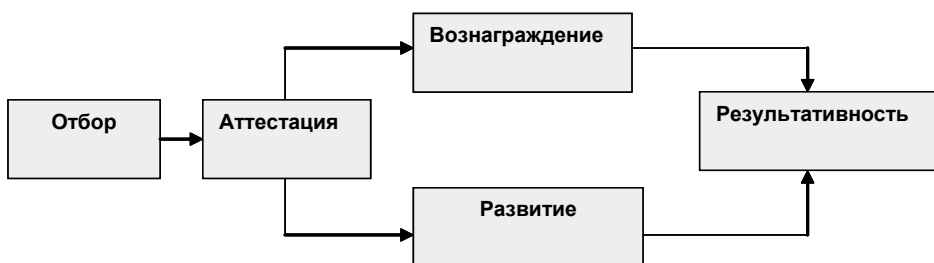 Вознаграждение
Отбор
Аттестация
Результативность
Развитие